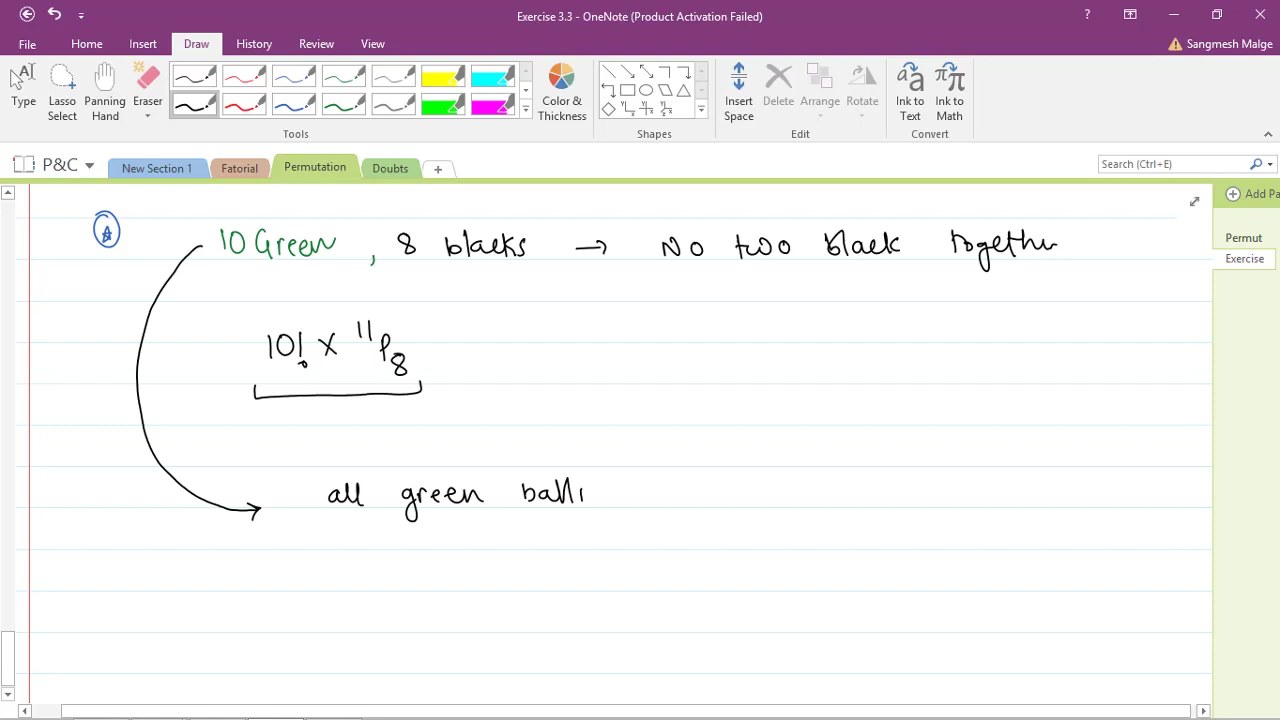 Exercise 3.3 - OneNote (Product Activation Failed)
File Home Insert Draw History Review View Sangmesh Malge
Type Lasso Select Panning Hand Eraser Color & Thickness Insert Space Delete Arrange Rotate Ink to Text Ink to Math
Tools Shapes Edit Convert
P&C New Section 1 Fatorial Permutation Doubts Search (Ctrl+E)
Add Pa
Permut
Exercise
10 Green, 8 blacks → No two black together
10! × ¹¹P₈
all green balls